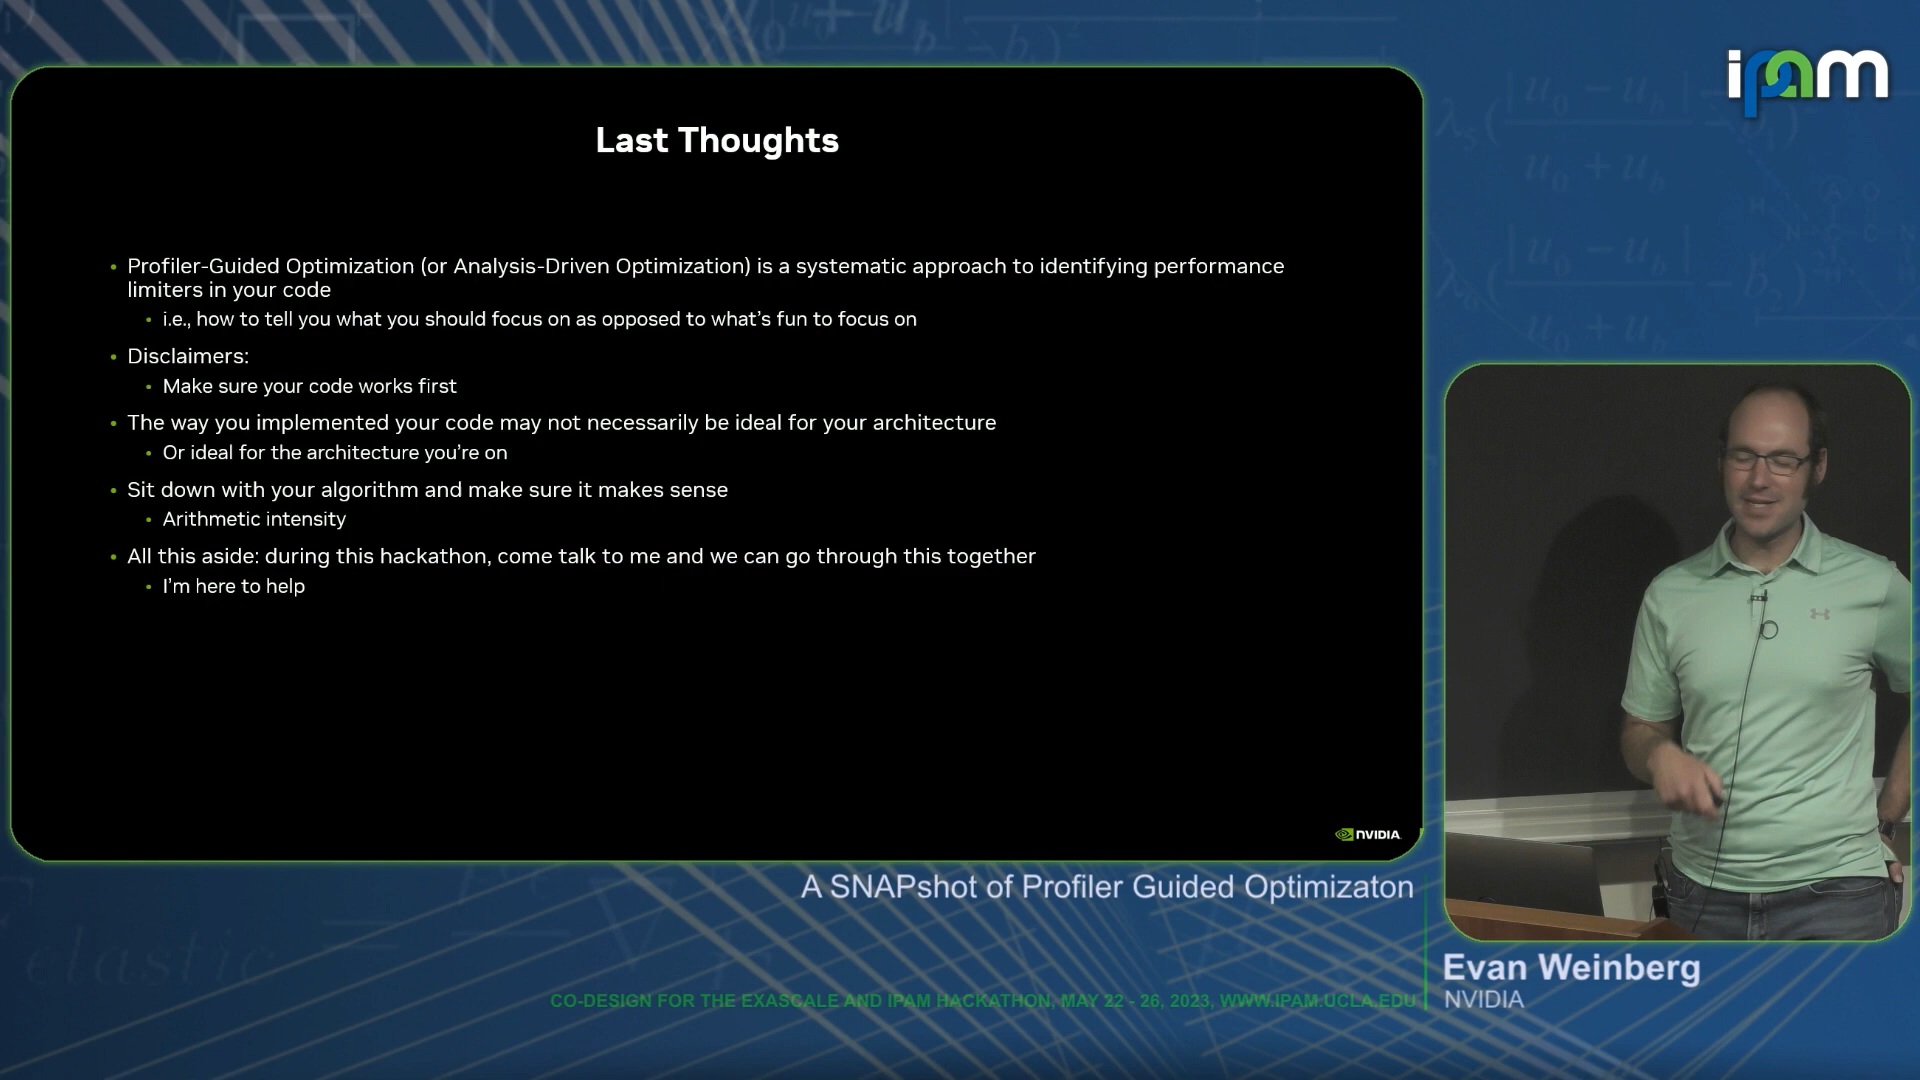 ipam
Last Thoughts
• Profiler-Guided Optimization (or Analysis-Driven Optimization) is a systematic approach to identifying performance
limiters in your code
• i.e., how to tell you what you should focus on as opposed to what's fun to focus on
• Disclaimers:
• Make sure your code works first
• The way you implemented your code may not necessarily be ideal for your architecture
• Or ideal for the architecture you're on
• Sit down with your algorithm and make sure it makes sense
• Arithmetic intensity
• All this aside: during this hackathon, come talk to me and we can go through this together
• I'm here to help
NVIDIA
A SNAPshot of Profiler Guided Optimizaton
Evan Weinberg
NVIDIA
CO-DESIGN FOR THE EXASCALE AND IPAM HACKATHON, MAY 22 - 26, 2023, WWW.IPAM.UCLA.EDU
elastic